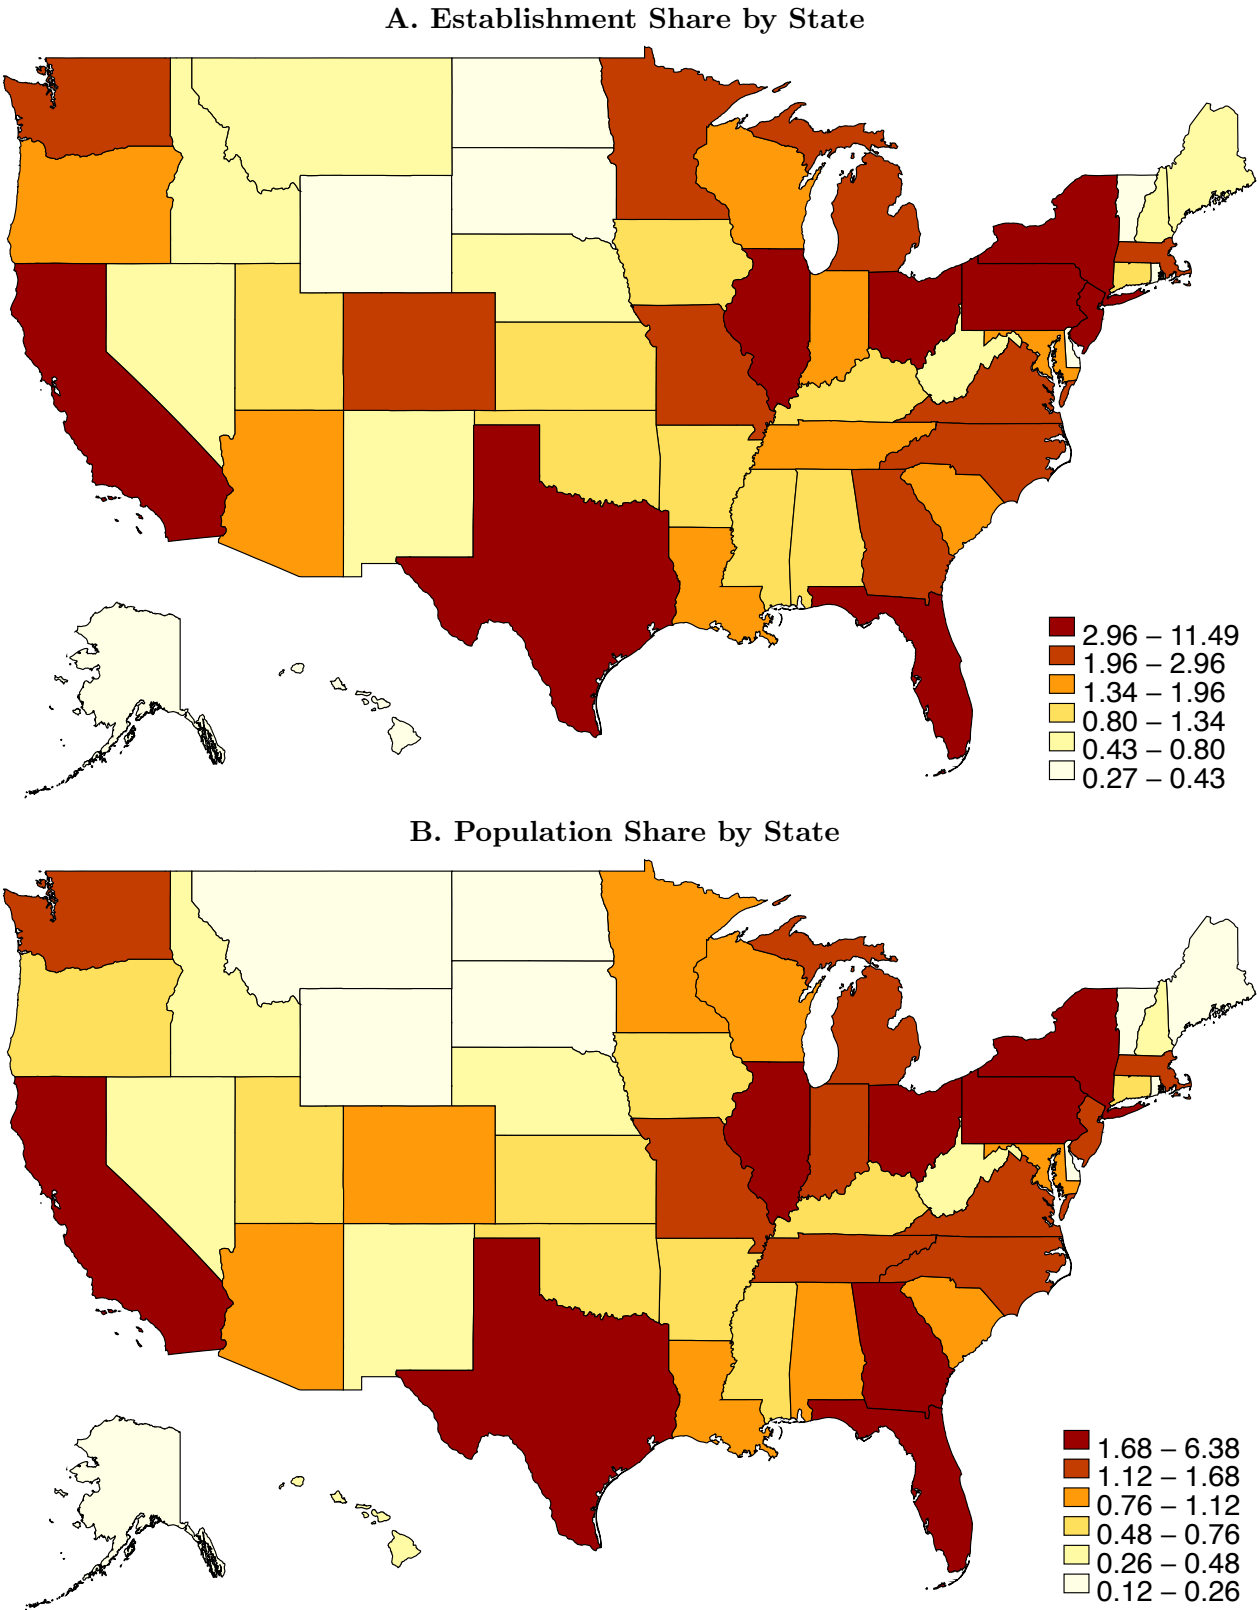 A. Establishment Share by State
2.96 – 11.49
1.96 – 2.96
1.34 – 1.96
0.80 – 1.34
0.43 – 0.80
0.27 – 0.43
B. Population Share by State
1.68 – 6.38
1.12 – 1.68
0.76 – 1.12
0.48 – 0.76
0.26 – 0.48
0.12 – 0.26